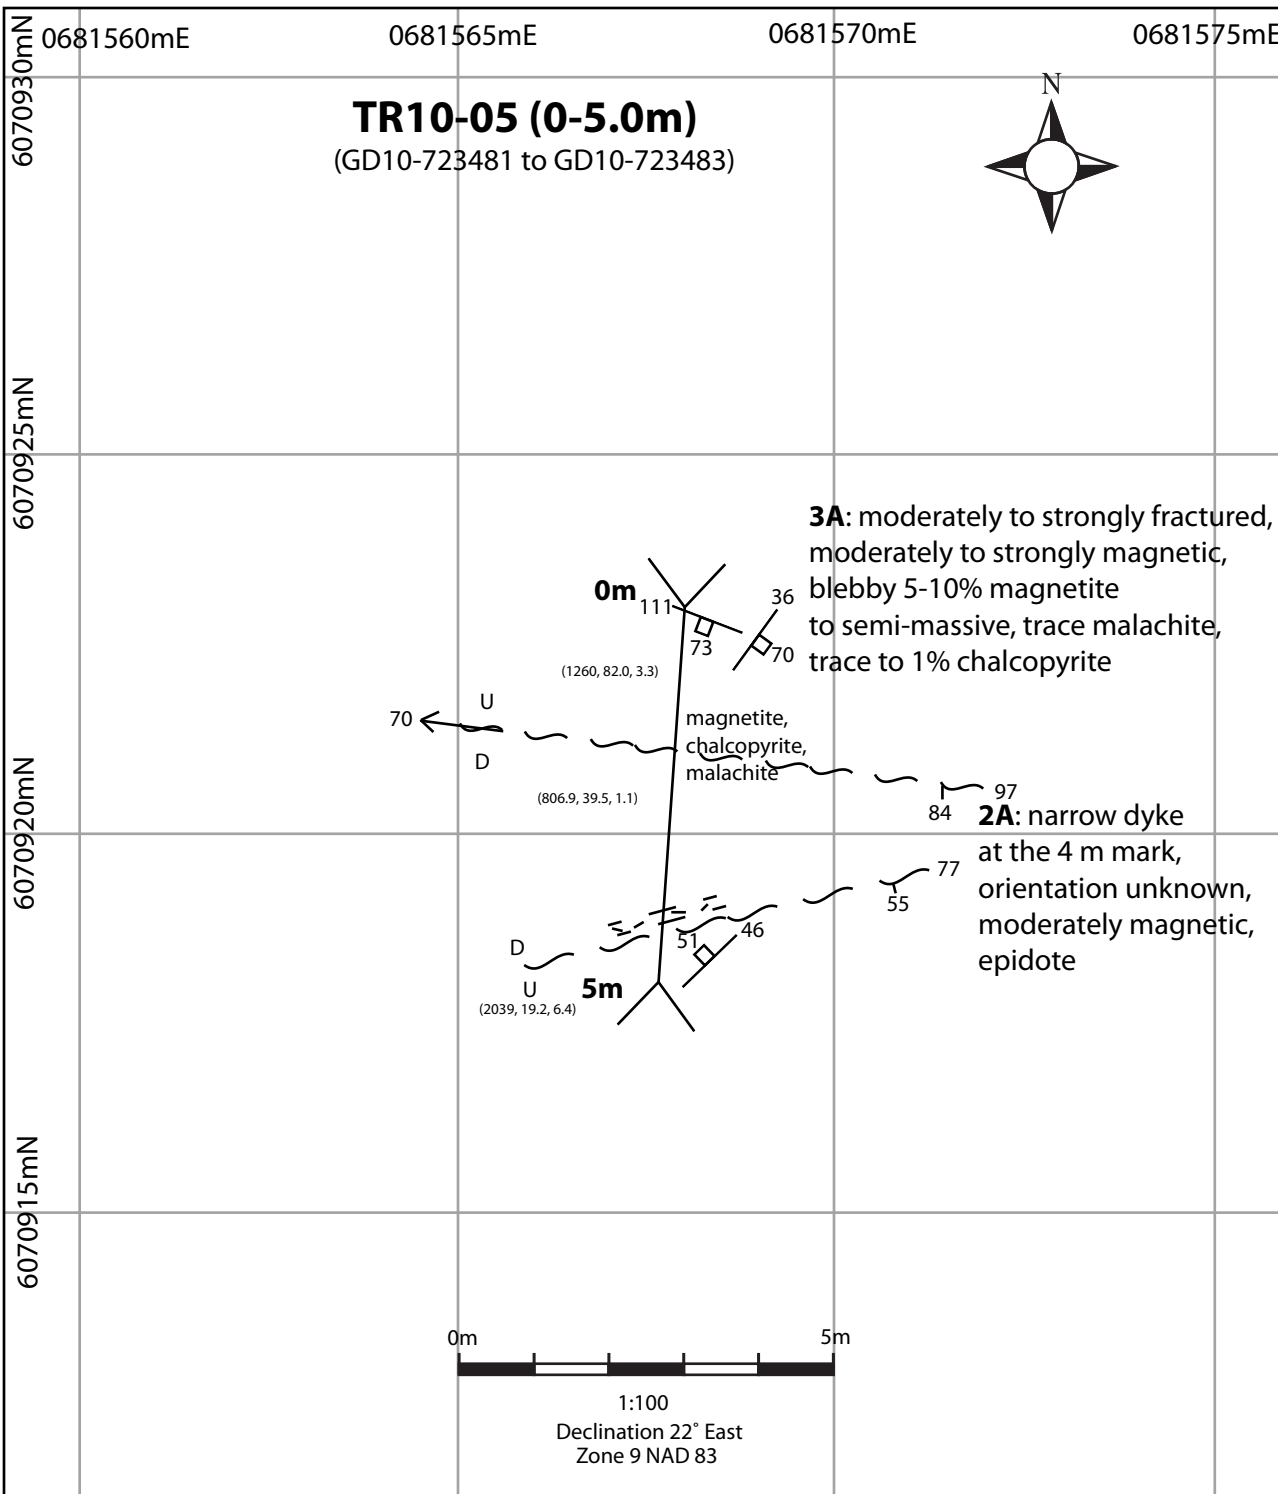 0681560mE
0681565mE
0681570mE
0681575mE
6070930mN
TR10-05 (0-5.0m)
(GD10-723481 to GD10-723483)
N
6070925mN
3A: moderately to strongly fractured,
moderately to strongly magnetic,
blebby 5-10% magnetite
to semi-massive, trace malachite,
trace to 1% chalcopyrite
0m
111
73
36
70
(1260, 82.0, 3.3)
U
70
D
magnetite,
chalcopyrite,
malachite
(806.9, 39.5, 1.1)
97
84
6070920mN
2A: narrow dyke
at the 4 m mark,
orientation unknown,
moderately magnetic,
epidote
77
55
51
46
D
U
5m
(2039, 19.2, 6.4)
6070915mN
0m
5m
1:100
Declination 22° East
Zone 9 NAD 83